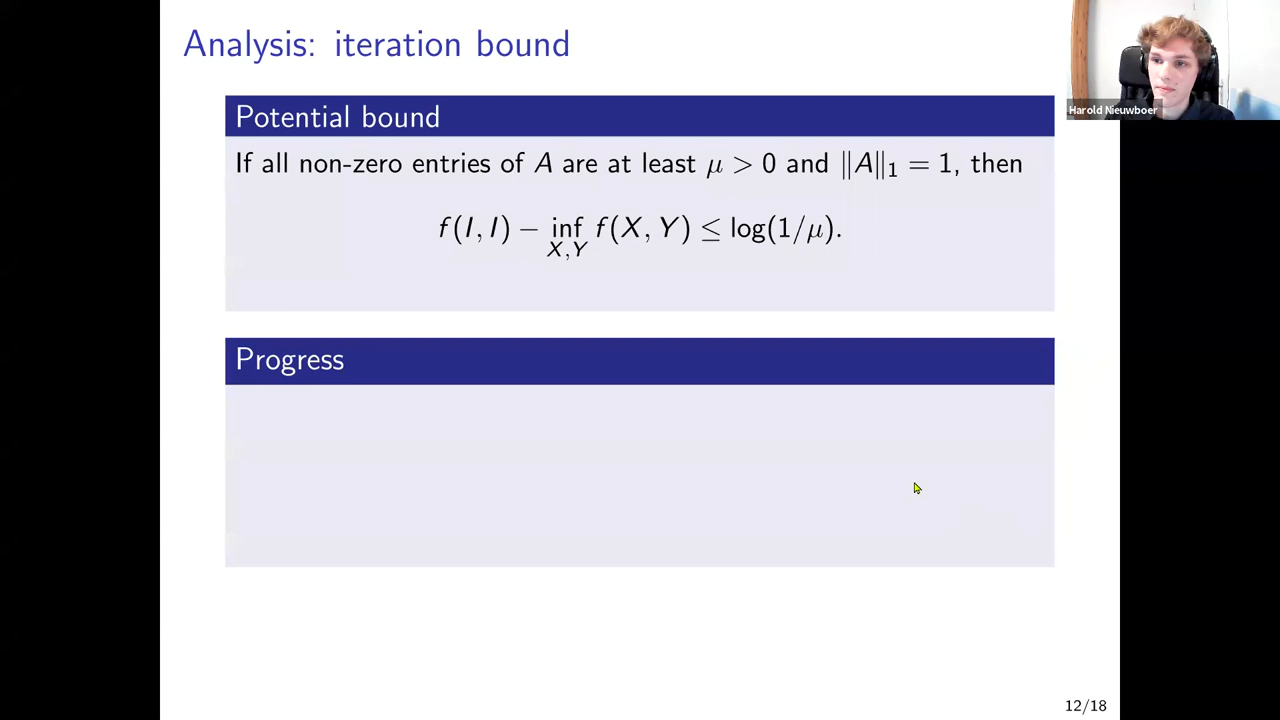 Analysis: iteration bound
Harold Nieuwboer
Potential bound
If all non-zero entries of A are at least μ > 0 and ‖A‖₁ = 1, then
f(I, I) − inf f(X, Y) ≤ log(1/μ).
X,Y
Progress
12/18